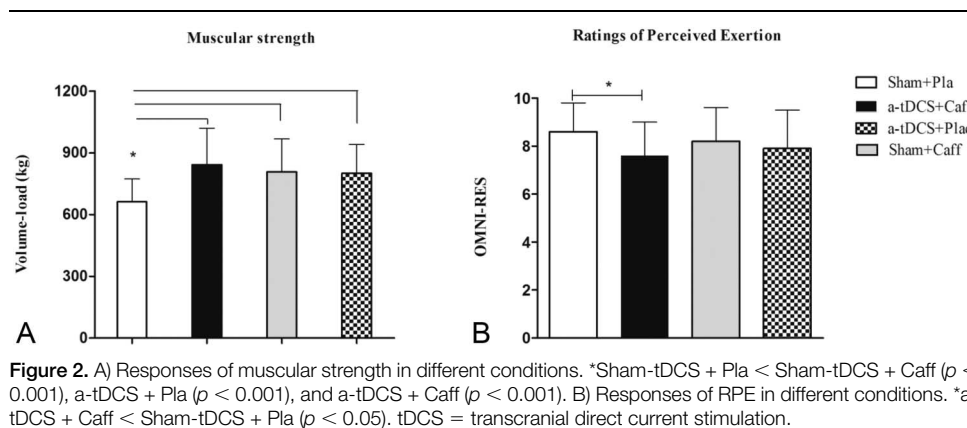 Muscular strength
Volume-load (kg)
1200
900
600
300
0
*
A
Ratings of Perceived Exertion
OMNI-RES
10
8
6
4
2
0
*
B
Sham+Pla
a-tDCS+Caf
a-tDCS+Plac
Sham+Caff
Figure 2. A) Responses of muscular strength in different conditions. *Sham-tDCS + Pla < Sham-tDCS + Caff (p <
0.001), a-tDCS + Pla (p < 0.001), and a-tDCS + Caff (p < 0.001). B) Responses of RPE in different conditions. *a
tDCS + Caff < Sham-tDCS + Pla (p < 0.05). tDCS = transcranial direct current stimulation.